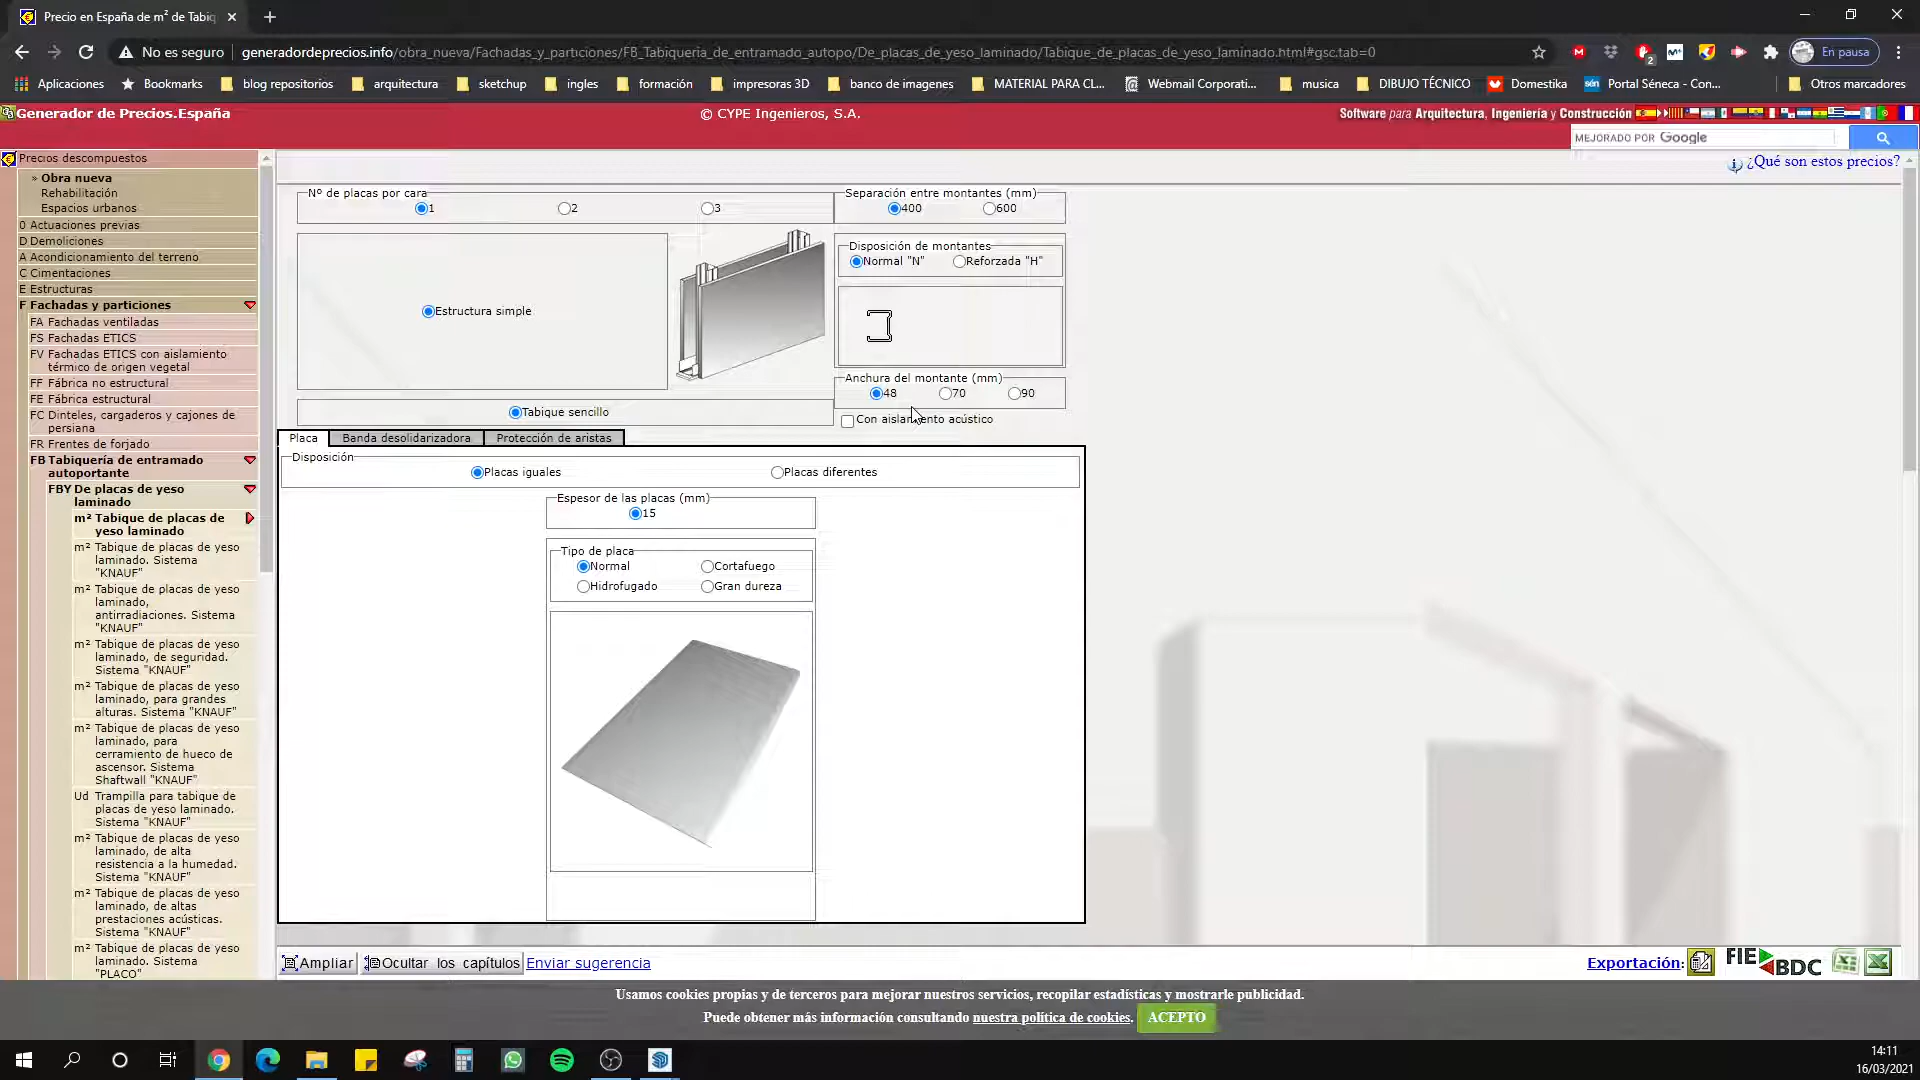 Precio en España de m² de Tabiq
No es seguro
generadordeprecios.info/obra_nueva/Fachadas_y_particiones/FB_Tabiqueria_de_entramado_autopo/De_placas_de_yeso_laminado/Tabique_de_placas_de_yeso_laminado.html#gsc.tab=0
2
En pausa
Aplicaciones
Bookmarks
blog repositorios
arquitectura
sketchup
ingles
formación
impresoras 3D
banco de imagenes
MATERIAL PARA CL...
Webmail Corporati...
musica
DIBUJO TÉCNICO
Domestika
Portal Séneca - Con...
Otros marcadores
Generador de Precios.España
© CYPE Ingenieros, S.A.
Software para Arquitectura, Ingeniería y Construcción
MEJORADO POR Google
¿Qué son estos precios?
Precios descompuestos
» Obra nueva
Rehabilitación
Espacios urbanos
0 Actuaciones previas
D Demoliciones
A Acondicionamiento del terreno
C Cimentaciones
E Estructuras
F Fachadas y particiones
FA Fachadas ventiladas
FS Fachadas ETICS
FV Fachadas ETICS con aislamiento
térmico de origen vegetal
FF Fábrica no estructural
FE Fábrica estructural
FC Dinteles, cargaderos y cajones de
persiana
FR Frentes de forjado
FB Tabiquería de entramado
autoportante
FBY De placas de yeso
laminado
m² Tabique de placas de
yeso laminado
m² Tabique de placas de yeso
laminado. Sistema
"KNAUF"
m² Tabique de placas de yeso
laminado,
antirradiaciones. Sistema
"KNAUF"
m² Tabique de placas de yeso
laminado, de seguridad.
Sistema "KNAUF"
m² Tabique de placas de yeso
laminado, para grandes
alturas. Sistema "KNAUF"
m² Tabique de placas de yeso
laminado, para
cerramiento de hueco de
ascensor. Sistema
Shaftwall "KNAUF"
Ud Trampilla para tabique de
placas de yeso laminado.
Sistema "KNAUF"
m² Tabique de placas de yeso
laminado, de alta
resistencia a la humedad.
Sistema "KNAUF"
m² Tabique de placas de yeso
laminado, de altas
prestaciones acústicas.
Sistema "KNAUF"
m² Tabique de placas de yeso
laminado. Sistema
"PLACO"
Nº de placas por cara
1
2
3
Separación entre montantes (mm)
400
600
Estructura simple
Disposición de montantes
Normal "N"
Reforzada "H"
Anchura del montante (mm)
48
70
90
Tabique sencillo
Con aislamiento acústico
Placa
Banda desolidarizadora
Protección de aristas
Disposición
Placas iguales
Placas diferentes
Espesor de las placas (mm)
15
Tipo de placa
Normal
Cortafuego
Hidrofugado
Gran dureza
Ampliar
Ocultar los capítulos
Enviar sugerencia
Exportación:
FIE BDC
Usamos cookies propias y de terceros para mejorar nuestros servicios, recopilar estadísticas y mostrarle publicidad.
Puede obtener más información consultando nuestra política de cookies.
ACEPTO
14:11
16/03/2021